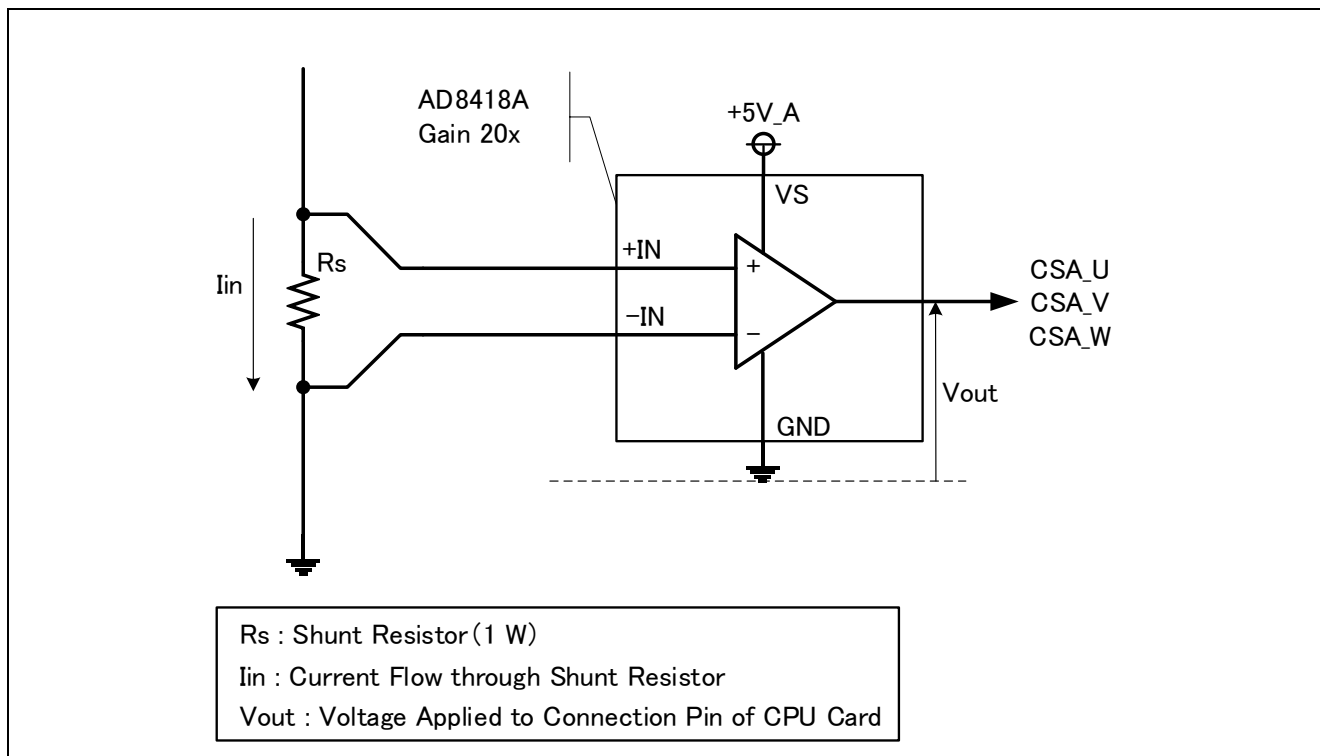 AD8418A
Gain 20x
+5V_A
VS
+IN
Rs
+
Iin
CSA_U
CSA_V
CSA_W
−IN
−
Vout
GND
Rs : Shunt Resistor(1 W)
Iin : Current Flow through Shunt Resistor
Vout : Voltage Applied to Connection Pin of CPU Card